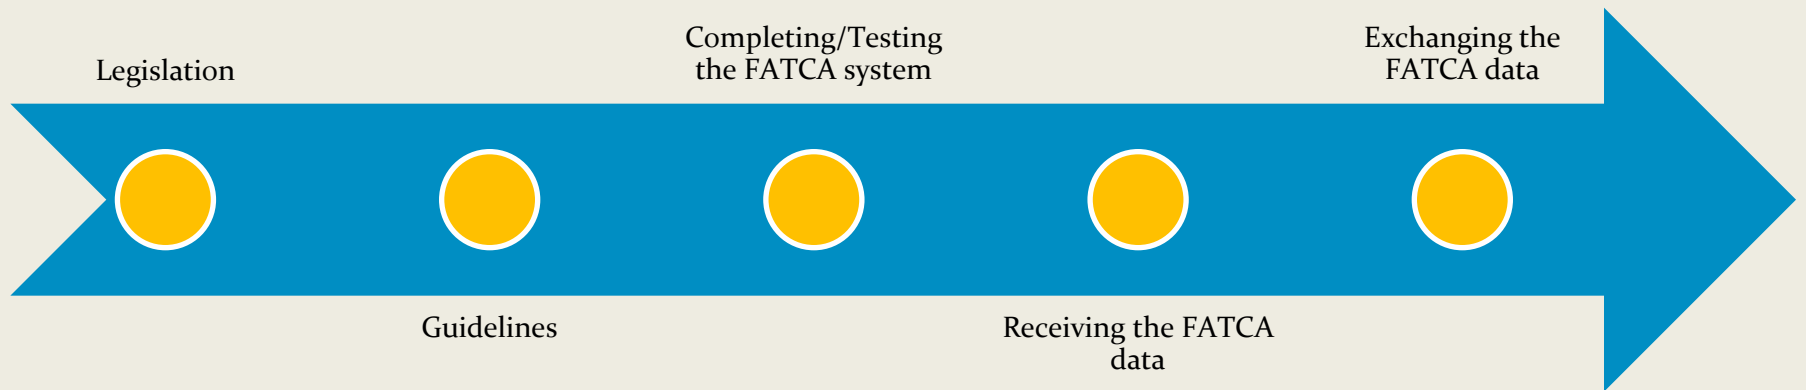 Legislation
Guidelines
Completing/Testing
the FATCA system
Receiving the FATCA
data
Exchanging the
FATCA data